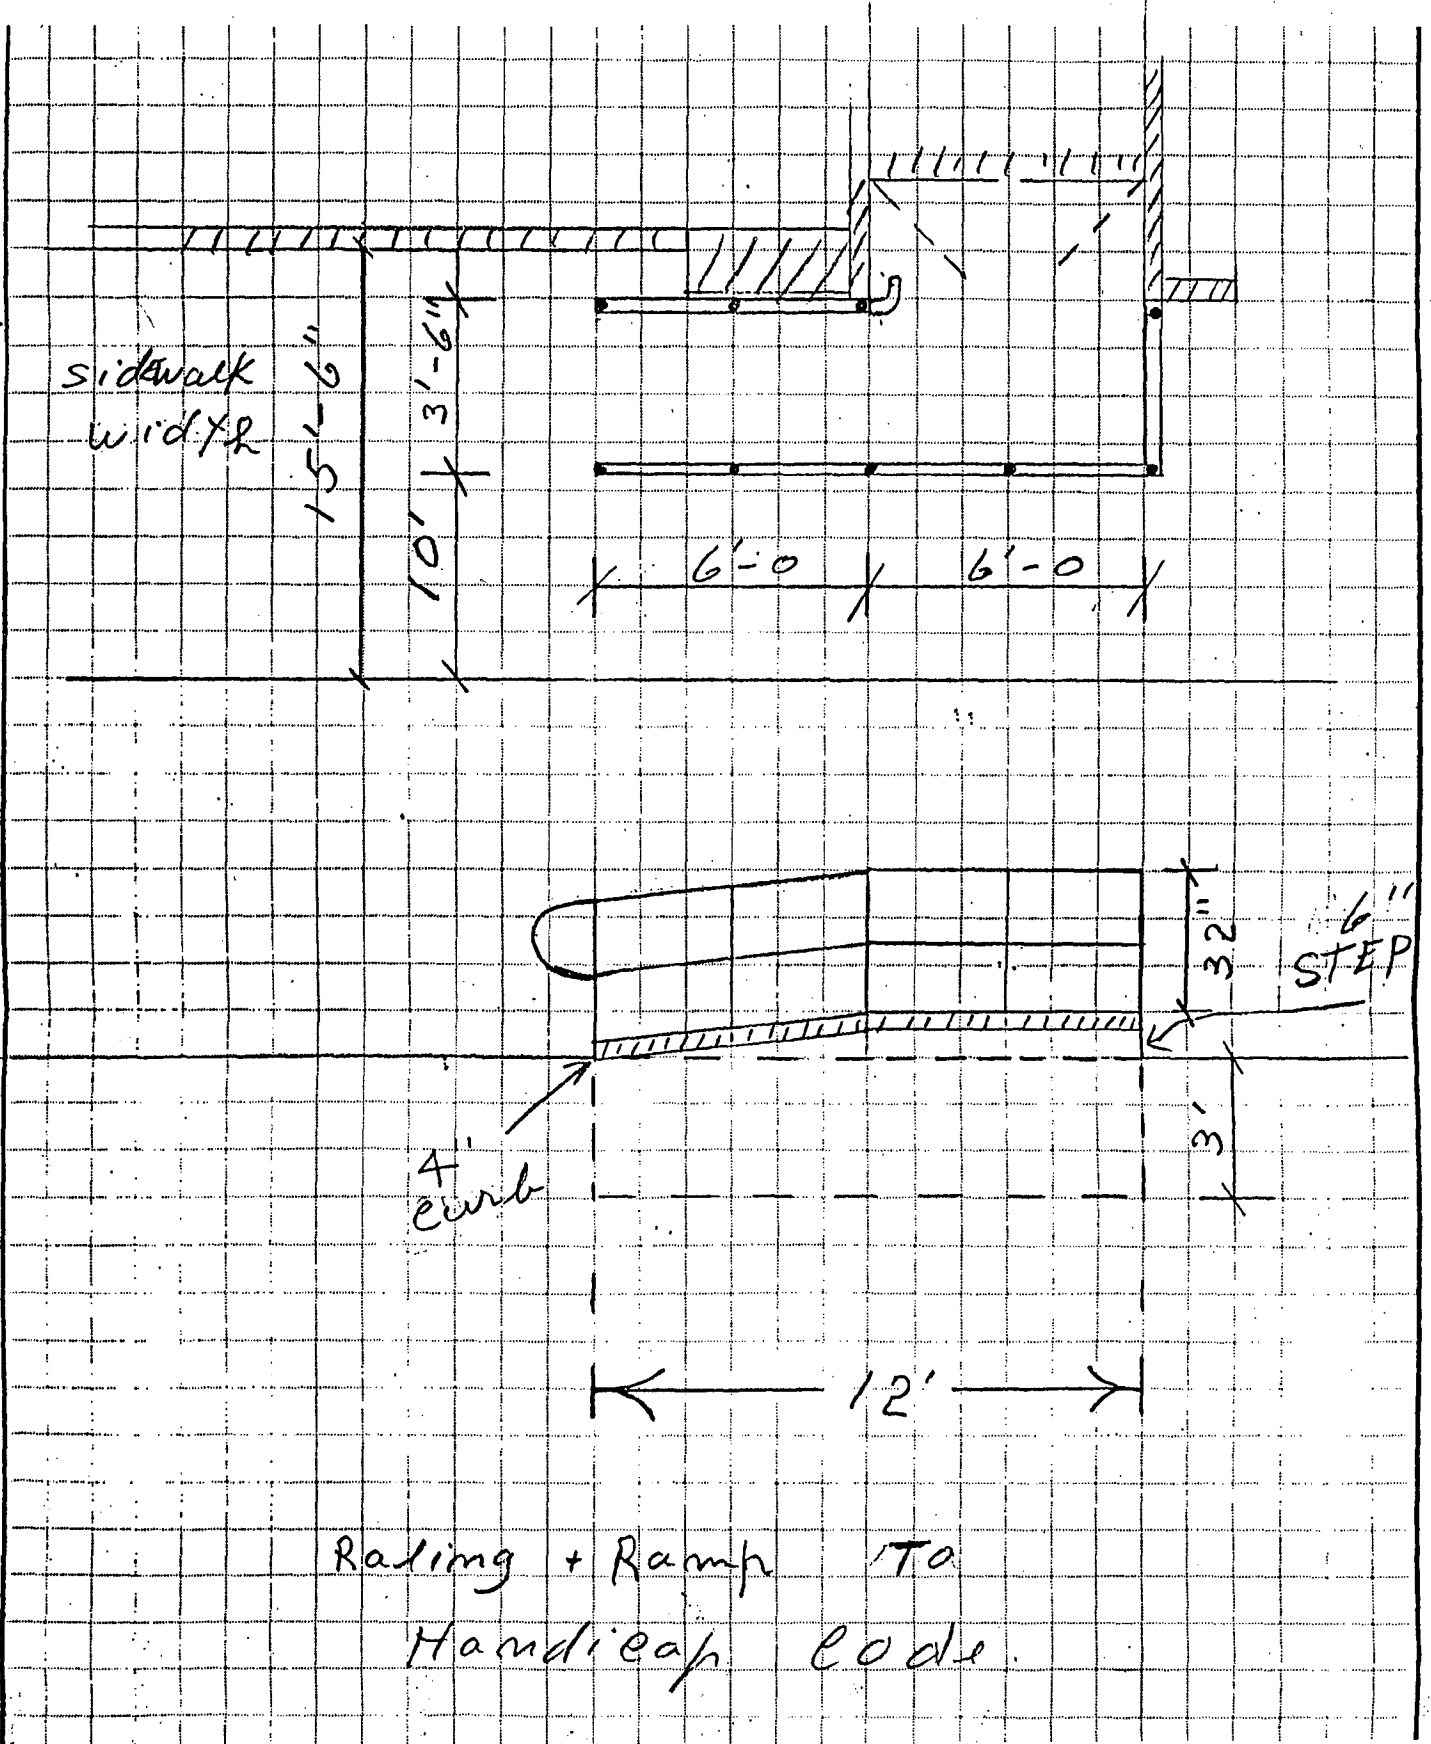 sidewalk
width
15'-6"
3'-6"
10'
6'-0
6'-0
32"
6"
STEP
3'
4"
curb
12'
Railing + Ramp To
Handicap Code.